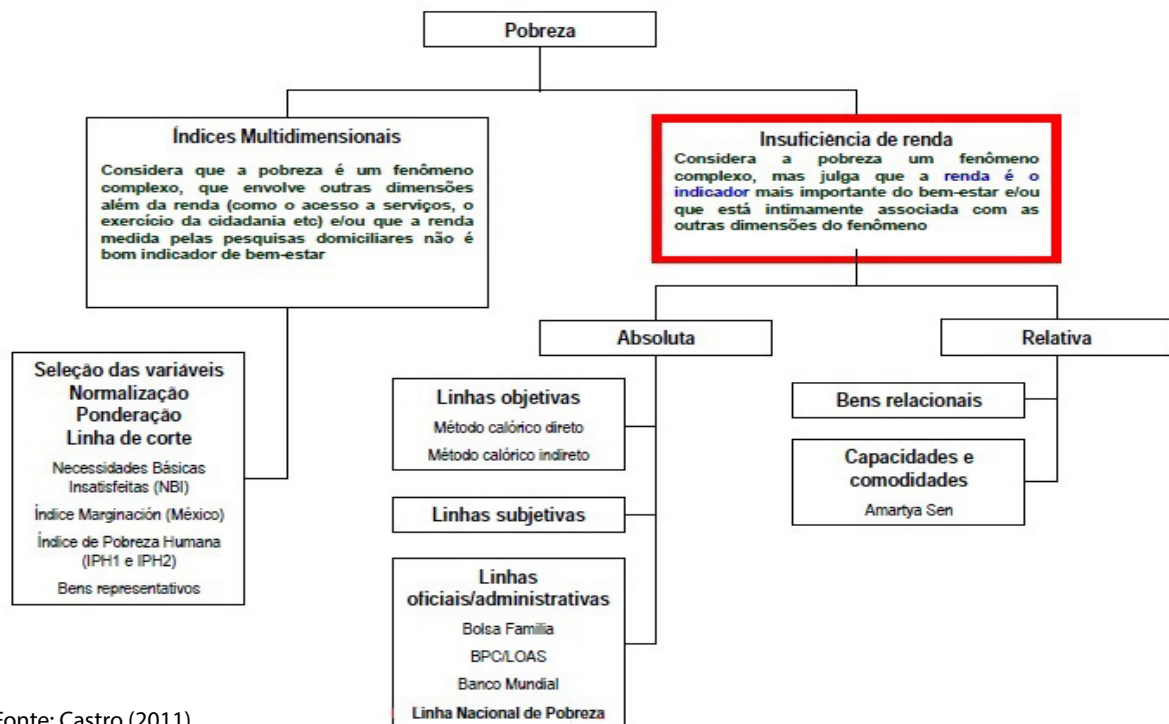 Pobreza
Índices Multidimensionais
Considera que a pobreza é um fenômeno
complexo, que envolve outras dimensões
além da renda (como o acesso a serviços, o
exercício da cidadania etc) e/ou que a renda
medida pelas pesquisas domiciliares não é
bom indicador de bem-estar
Insuficiência de renda
Considera a pobreza um fenômeno
complexo, mas julga que a renda é o
indicador mais importante do bem-estar e/ou
que está intimamente associada com as
outras dimensões do fenômeno
Seleção das variáveis
Normalização
Ponderação
Linha de corte
Necessidades Básicas
Insatisfeitas (NBI)
Índice Marginación (México)
Índice de Pobreza Humana
(IPH1 e IPH2)
Bens representativos
Absoluta
Linhas objetivas
Método calórico direto
Método calórico indireto
Linhas subjetivas
Linhas
oficiais/administrativas
Bolsa Familia
BPC/LOAS
Banco Mundial
Linha Nacional de Pobreza
Relativa
Bens relacionais
Capacidades e
comodidades
Amartya Sen
Fonte: Castro (2011)